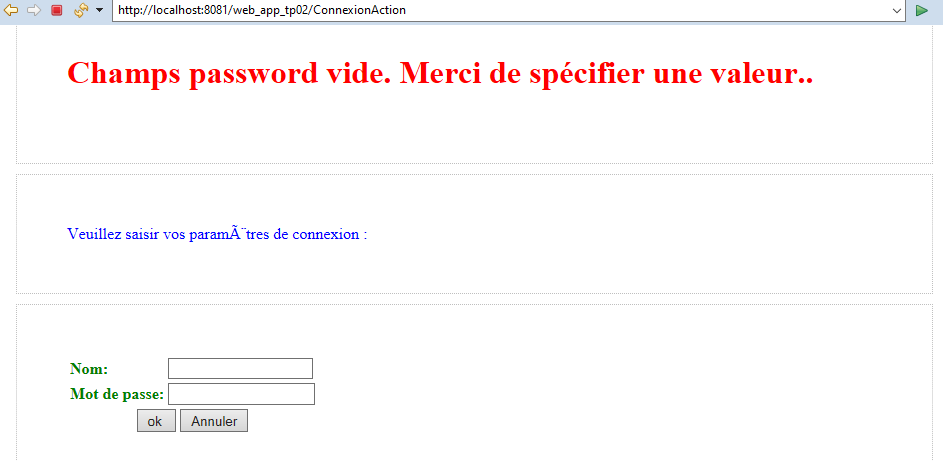 http://localhost:8081/web_app_tp02/ConnexionAction
Champs password vide. Merci de spécifier une valeur..
Veuillez saisir vos paramÃ¨tres de connexion :
Nom:
Mot de passe:
ok Annuler